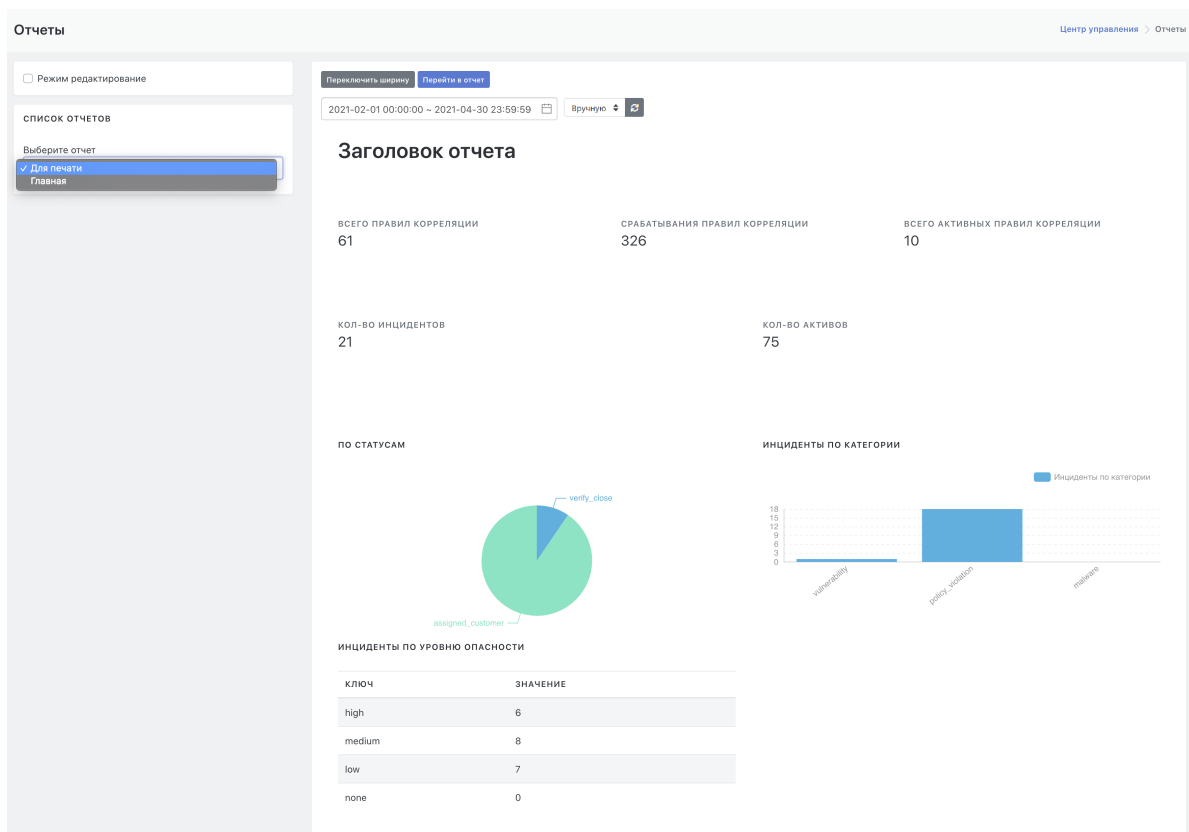 Отчеты
Центр управления > Отчеты
Режим редактирование
СПИСОК ОТЧЕТОВ
Выберите отчет
✓ Для печати
Главная
Переключить ширину Перейти в отчет
2021-02-01 00:00:00 ~ 2021-04-30 23:59:59 Вручную
Заголовок отчета
ВСЕГО ПРАВИЛ КОРРЕЛЯЦИИ СРАБАТЫВАНИЯ ПРАВИЛ КОРРЕЛЯЦИИ ВСЕГО АКТИВНЫХ ПРАВИЛ КОРРЕЛЯЦИИ
61 326 10
КОЛ-ВО ИНЦИДЕНТОВ КОЛ-ВО АКТИВОВ
21 75
ПО СТАТУСАМ
verify_close
assigned_customer
ИНЦИДЕНТЫ ПО КАТЕГОРИИ
Инциденты по категории
18
15
12
9
6
3
0
vulnerability
policy_violation
malware
ИНЦИДЕНТЫ ПО УРОВНЮ ОПАСНОСТИ
КЛЮЧ ЗНАЧЕНИЕ
high 6
medium 8
low 7
none 0